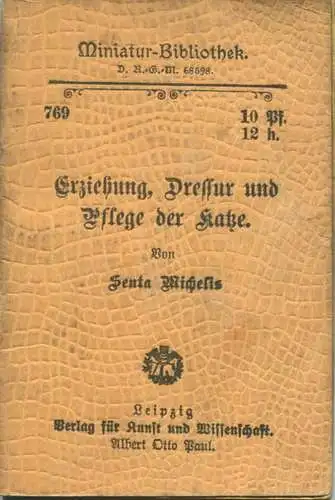 Miniatur-Bibliothek.
D. R.-G.-M. 68698.
769 10 Pf.
12 h.
Erziehung, Dressur und
Pflege der Katze.
Von
Senta Michelis
Leipzig
Verlag für Kunst und Wissenschaft.
Albert Otto Paul.